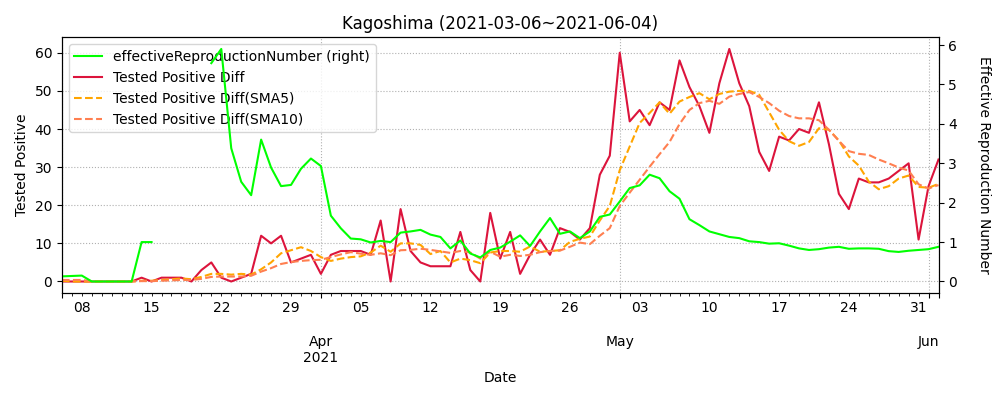 Kagoshima (2021-03-06~2021-06-04)
effectiveReproductionNumber (right)
Tested Positive Diff
Tested Positive Diff(SMA5)
Tested Positive Diff(SMA10)
Tested Positive
60
50
40
30
20
10
0
6
5
4
3
2
1
0
Effective Reproduction Number
08 15 22 29 05 12 19 26 03 10 17 24 31
Apr May Jun
2021
Date